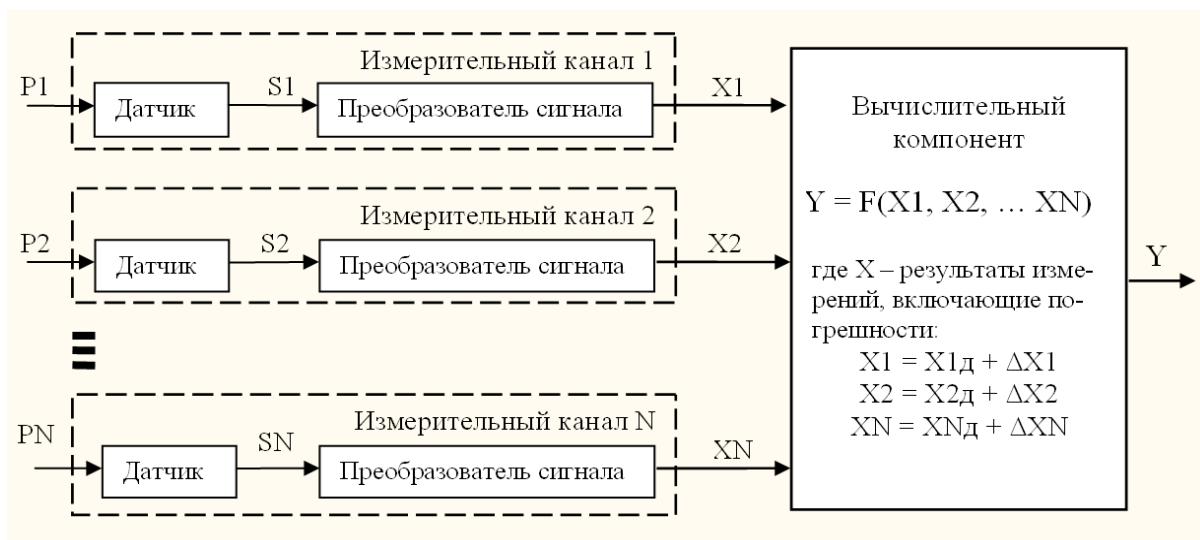 Измерительный канал 1
P1
Датчик
S1
Преобразователь сигнала
X1
Измерительный канал 2
P2
Датчик
S2
Преобразователь сигнала
X2
Измерительный канал N
PN
Датчик
SN
Преобразователь сигнала
XN
Вычислительный
компонент
Y = F(X1, X2, … XN)
где X – результаты изме-
рений, включающие по-
грешности:
X1 = X1д + ΔX1
X2 = X2д + ΔX2
XN = XNд + ΔXN
Y